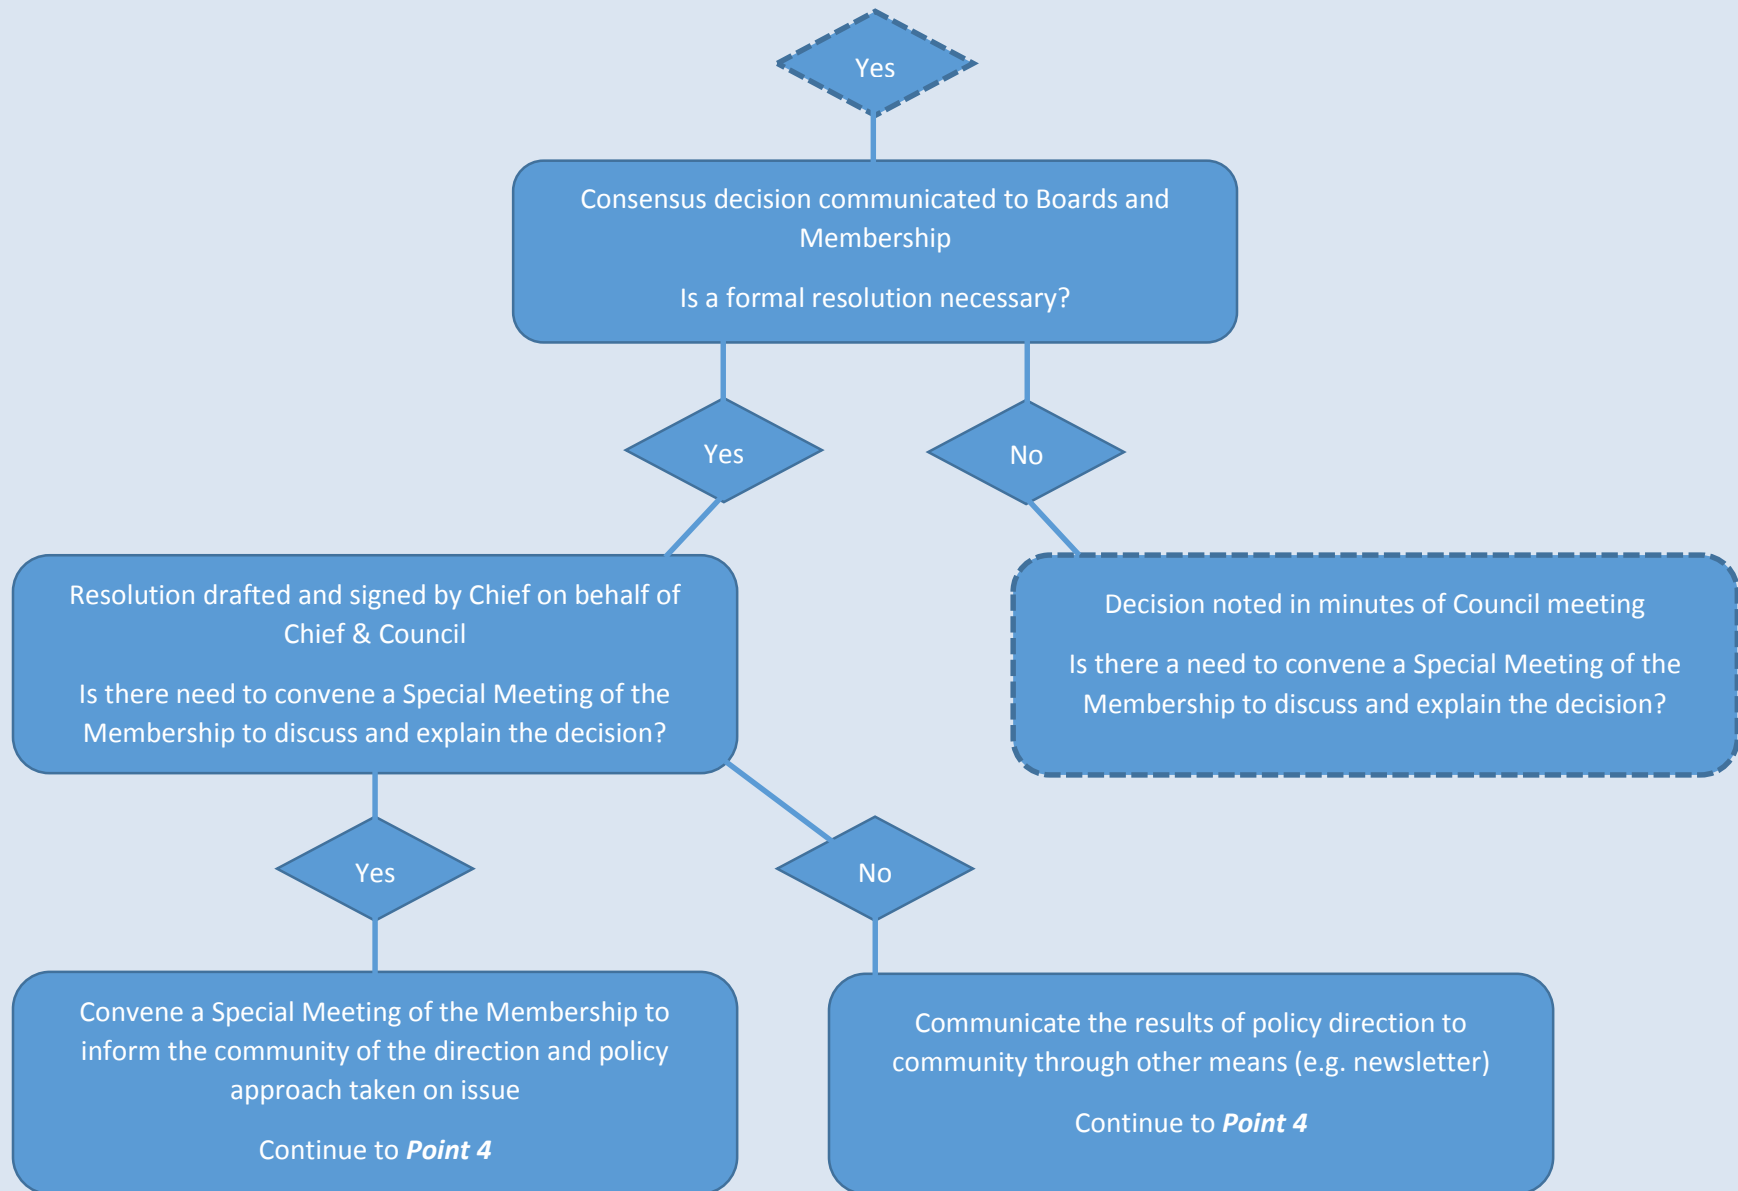 Yes
Consensus decision communicated to Boards and
Membership
Is a formal resolution necessary?
Yes
No
Resolution drafted and signed by Chief on behalf of
Chief & Council
Is there need to convene a Special Meeting of the
Membership to discuss and explain the decision?
Decision noted in minutes of Council meeting
Is there a need to convene a Special Meeting of the
Membership to discuss and explain the decision?
Yes
No
Convene a Special Meeting of the Membership to
inform the community of the direction and policy
approach taken on issue
Continue to Point 4
Communicate the results of policy direction to
community through other means (e.g. newsletter)
Continue to Point 4